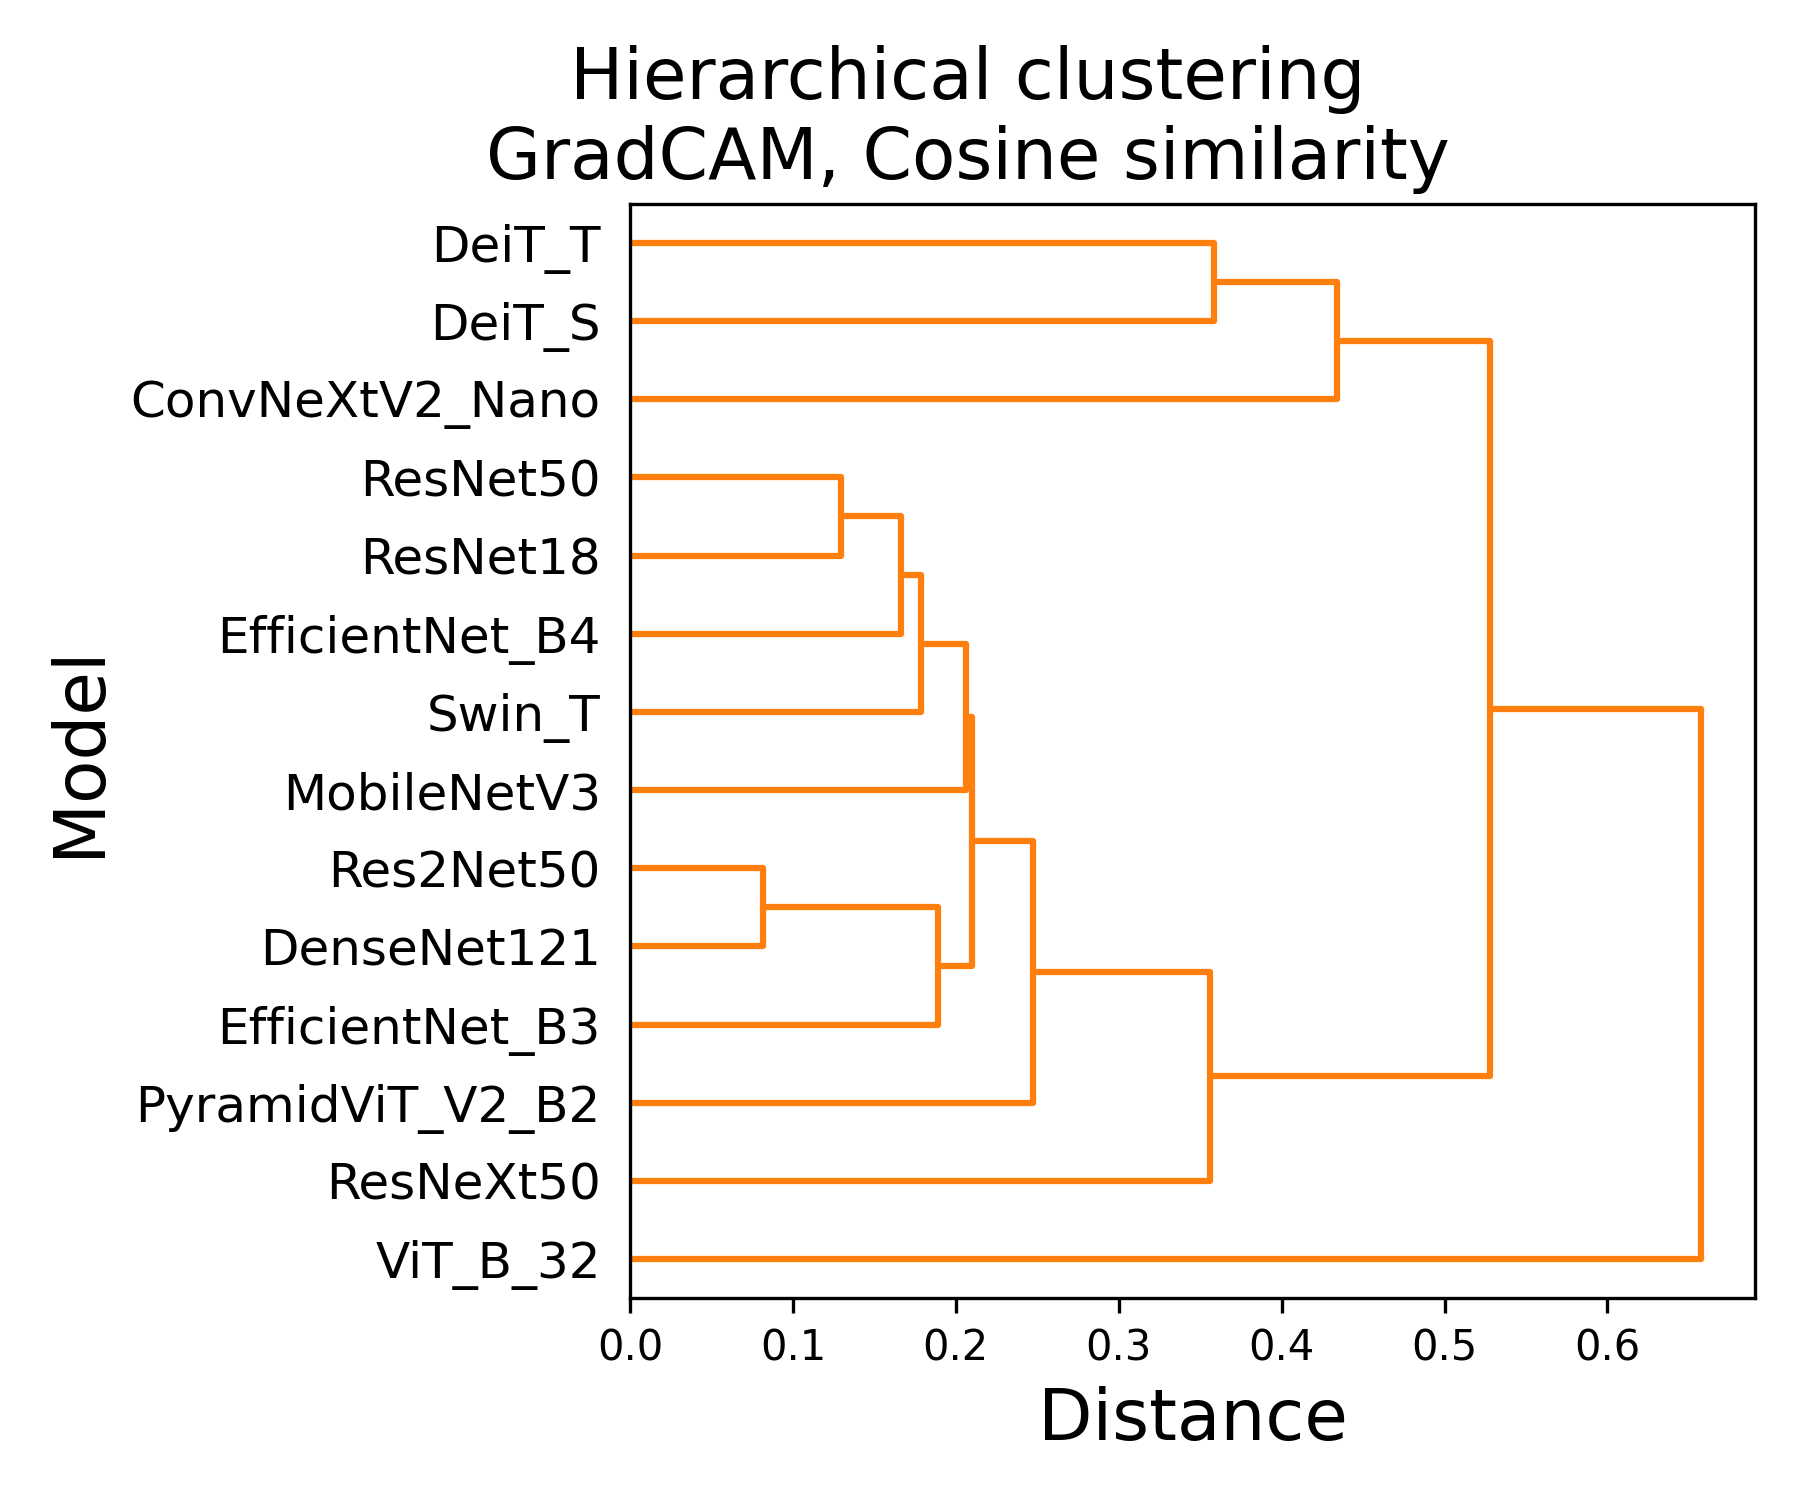 Hierarchical clustering
GradCAM, Cosine similarity
DeiT_T
DeiT_S
ConvNeXtV2_Nano
ResNet50
ResNet18
EfficientNet_B4
Swin_T
MobileNetV3
Res2Net50
DenseNet121
EfficientNet_B3
PyramidViT_V2_B2
ResNeXt50
ViT_B_32
Model
0.0 0.1 0.2 0.3 0.4 0.5 0.6
Distance